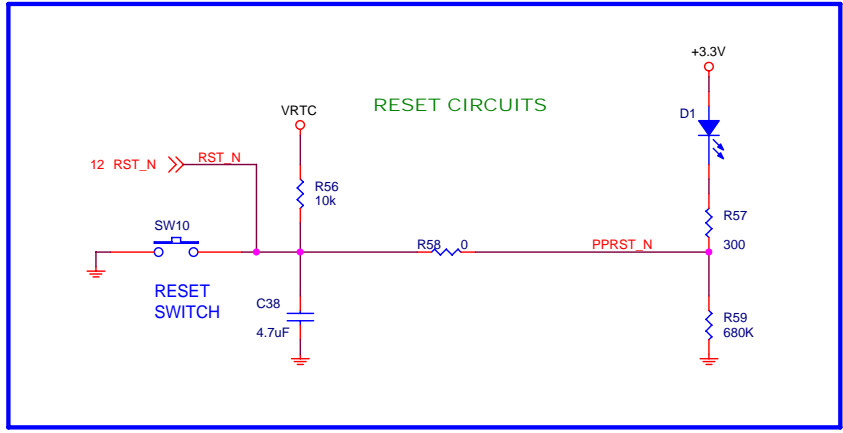 +3.3V
VRTC
RESET CIRCUITS
D1
12 RST_N
RST_N
R56
10k
SW10
R58 0
PPRST_N
R57
300
RESET
SWITCH
C38
4.7uF
R59
680K